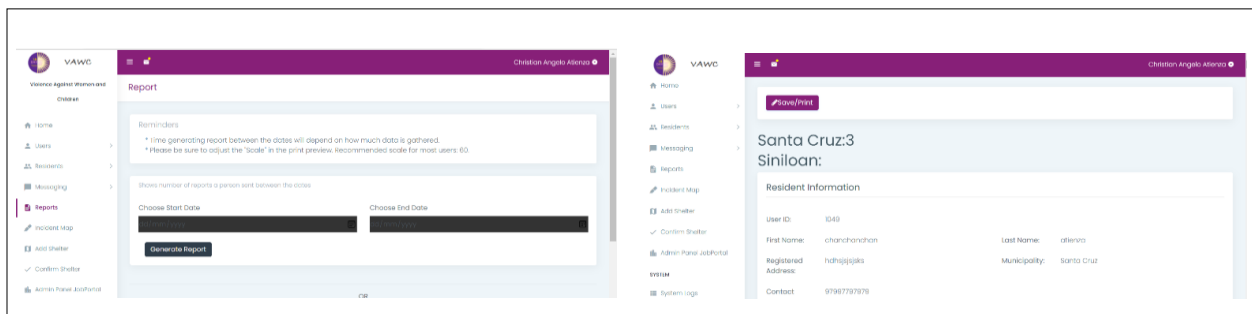 VAWC
Violence Against Women and
Children
Home
Users
Residents
Messaging
Reports
Incident Map
Add Shelter
Confirm Shelter
Admin Panel JobPortal
Christian Angelo Atienza
Report
Reminders
* Time generating report between the dates will depend on how much data is gathered.
* Please be sure to adjust the "Scale" in the print preview. Recommended scale for most users: 60
Shows number of reports a person sent between the dates
Choose Start Date
Choose End Date
Generate Report
OR
VAWC
Home
Users
Residents
Messaging
Reports
Incident Map
Add Shelter
Confirm Shelter
Admin Panel JobPortal
SYSTEM
System Logs
Christian Angelo Atienza
Save/Print
Santa Cruz:3
Siniloan:
Resident Information
User ID: 1049
First Name: chanchandhan Last Name: atienza
Registered Address: hdhsjsjsjsks Municipality: Santa Cruz
Contact 97987797878